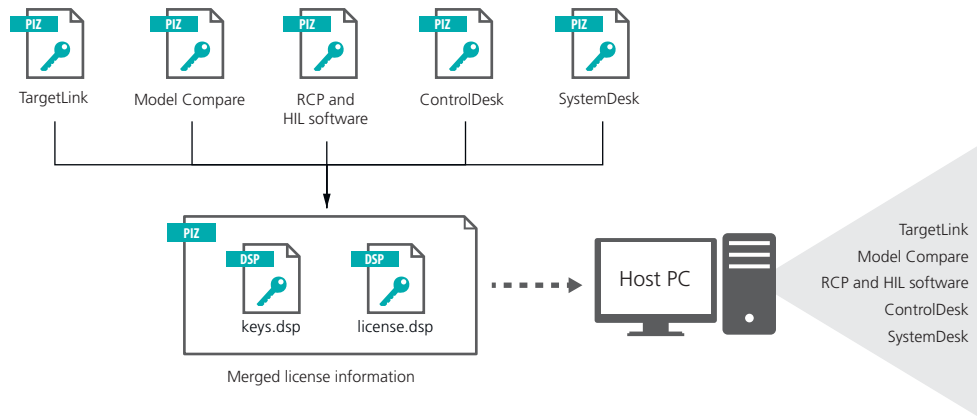 PIZ
PIZ
PIZ
PIZ
PIZ
TargetLink
Model Compare
RCP and
HIL software
ControlDesk
SystemDesk
PIZ
DSP
DSP
keys.dsp
license.dsp
Merged license information
Host PC
TargetLink
Model Compare
RCP and HIL software
ControlDesk
SystemDesk